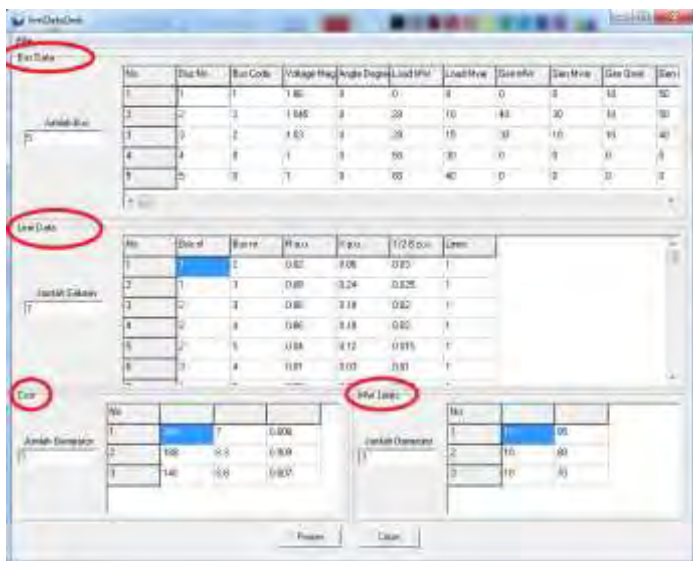 frmDataDeek
File
Bus Data
No. Bus No. Bus Code Voltage Mag Angle Degree Load MW Load Mvar Gen MW Gen Mvar Gen Qmin Gen
1 1 1 1.06 0 0 0 0 0 10 50
2 2 2 1.045 0 20 10 40 30 10 50
3 3 2 1.03 0 20 15 30 10 10 40
4 4 0 1 0 50 30 0 0 0 0
5 5 0 1 0 60 40 0 0 0 0
Jumlah Bus
5
Line Data
No. Bus nl Bus nr R p.u. X p.u. 1/2 B p.u. Lines
1 1 2 0.02 0.06 0.03 1
2 1 3 0.08 0.24 0.025 1
3 2 3 0.06 0.18 0.02 1
4 2 4 0.06 0.18 0.02 1
5 2 5 0.04 0.12 0.015 1
6 3 4 0.01 0.03 0.01 1
Jumlah Saluran
7
Cost
No
1 7 0.008
2 180 6.3 0.009
3 140 6.8 0.007
Jumlah Generator
Mw Limits
No
1 85
2 10 80
3 10 70
Jumlah Generator
Proses